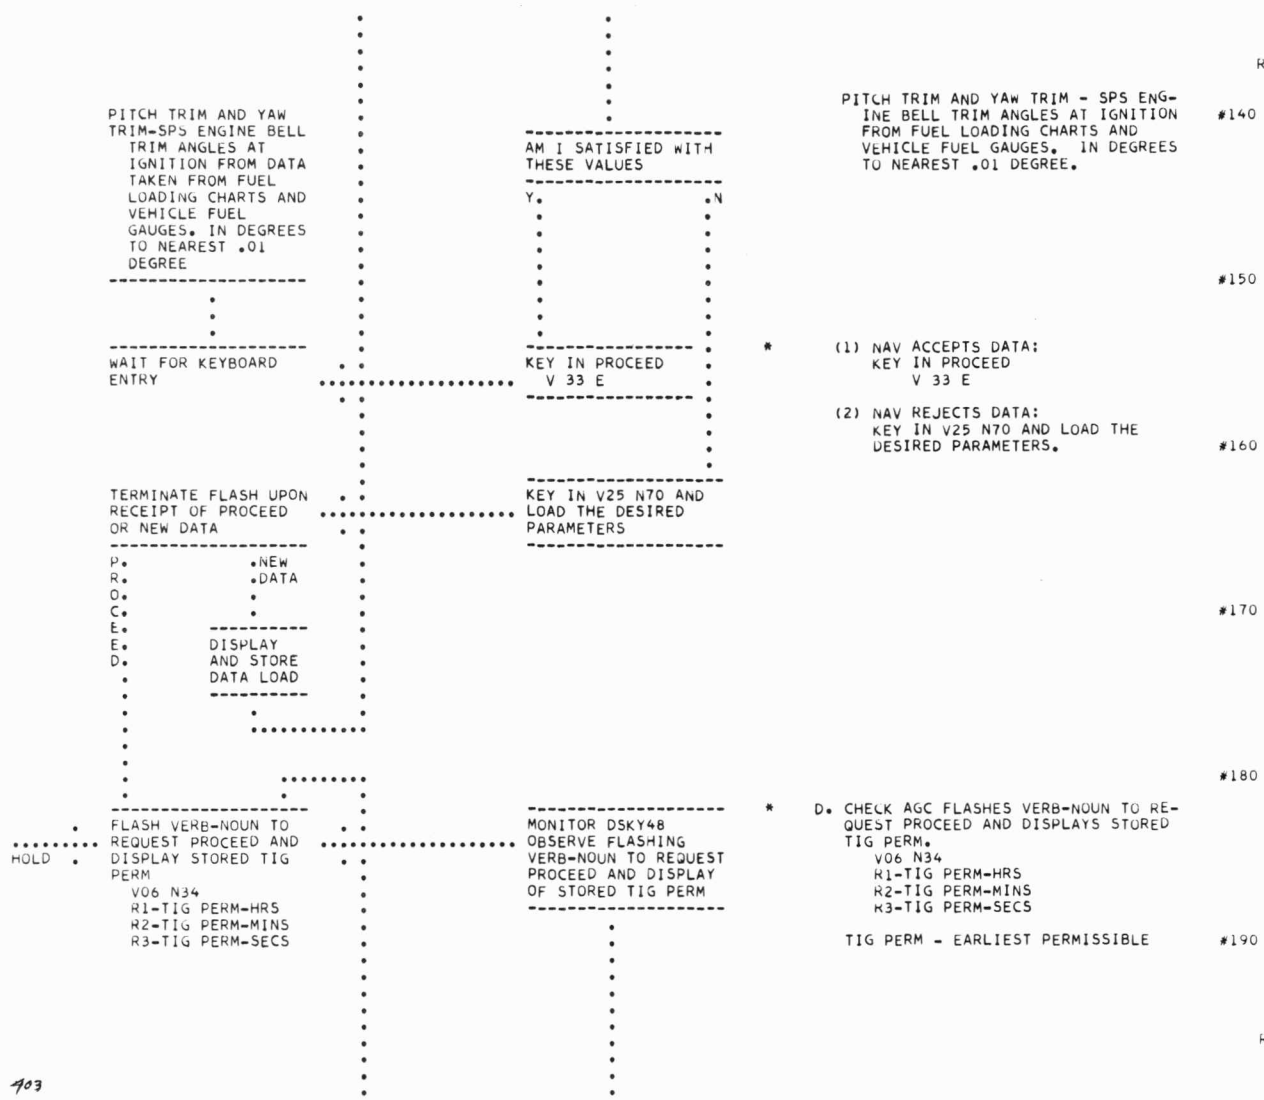 PITCH TRIM AND YAW
TRIM-SPS ENGINE BELL
TRIM ANGLES AT
IGNITION FROM DATA
TAKEN FROM FUEL
LOADING CHARTS AND
VEHICLE FUEL
GAUGES. IN DEGREES
TO NEAREST .01
DEGREE
WAIT FOR KEYBOARD
ENTRY
TERMINATE FLASH UPON
RECEIPT OF PROCEED
OR NEW DATA
PROCEED
NEW
DATA
DISPLAY
AND STORE
DATA LOAD
HOLD
FLASH VERB-NOUN TO
REQUEST PROCEED AND
DISPLAY STORED TIG
PERM
V06 N34
R1-TIG PERM-HRS
R2-TIG PERM-MINS
R3-TIG PERM-SECS
AM I SATISFIED WITH
THESE VALUES
Y
N
KEY IN PROCEED
V 33 E
KEY IN V25 N70 AND
LOAD THE DESIRED
PARAMETERS
MONITOR DSKY48
OBSERVE FLASHING
VERB-NOUN TO REQUEST
PROCEED AND DISPLAY
OF STORED TIG PERM
R
PITCH TRIM AND YAW TRIM - SPS ENG-
INE BELL TRIM ANGLES AT IGNITION #140
FROM FUEL LOADING CHARTS AND
VEHICLE FUEL GAUGES. IN DEGREES
TO NEAREST .01 DEGREE.
#150
* (1) NAV ACCEPTS DATA:
KEY IN PROCEED
V 33 E
(2) NAV REJECTS DATA:
KEY IN V25 N70 AND LOAD THE
DESIRED PARAMETERS. #160
#170
#180
* D. CHECK AGC FLASHES VERB-NOUN TO RE-
QUEST PROCEED AND DISPLAYS STORED
TIG PERM.
V06 N34
R1-TIG PERM-HRS
R2-TIG PERM-MINS
R3-TIG PERM-SECS
TIG PERM - EARLIEST PERMISSIBLE #190
R
403